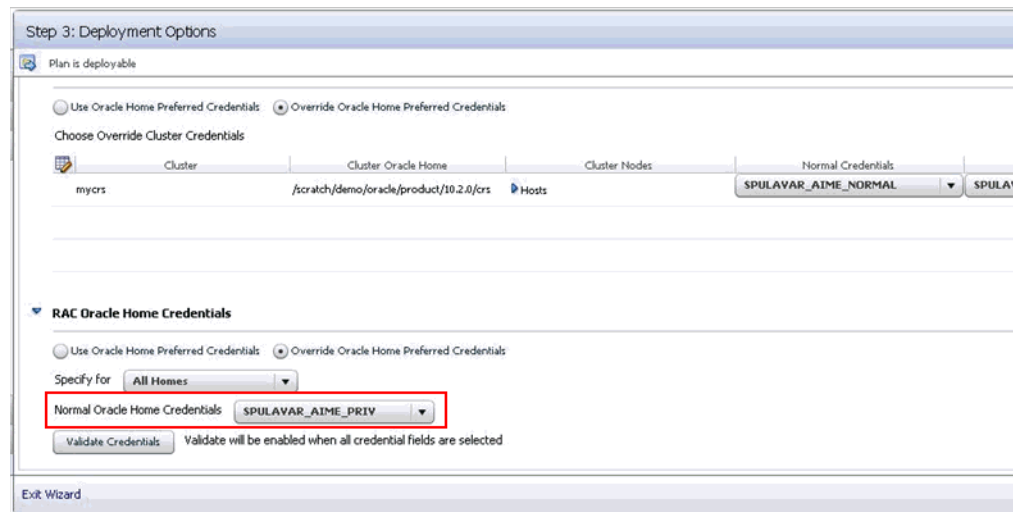 Step 3: Deployment Options
Plan is deployable
Use Oracle Home Preferred Credentials Override Oracle Home Preferred Credentials
Choose Override Cluster Credentials
Cluster Cluster Oracle Home Cluster Nodes Normal Credentials
mycrs /scratch/demo/oracle/product/10.2.0/crs Hosts SPULAVAR_AIME_NORMAL SPULAV
RAC Oracle Home Credentials
Use Oracle Home Preferred Credentials Override Oracle Home Preferred Credentials
Specify for All Homes
Normal Oracle Home Credentials SPULAVAR_AIME_PRIV
Validate Credentials Validate will be enabled when all credential fields are selected
Exit Wizard